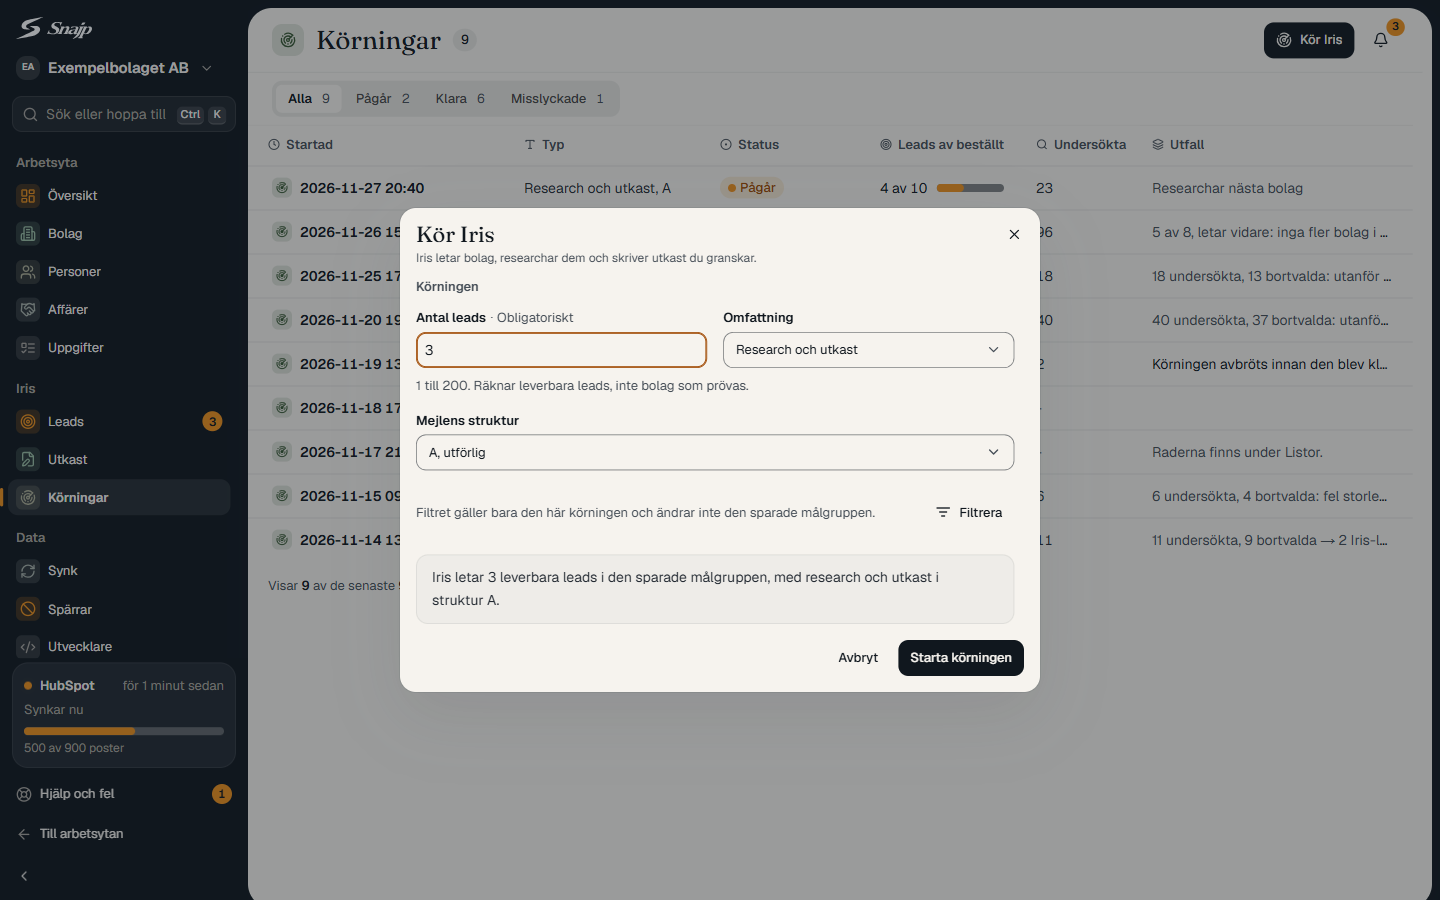 Snajp
EA Exempelbolaget AB
Sök eller hoppa till Ctrl K
Arbetsyta
Översikt
Bolag
Personer
Affärer
Uppgifter
Iris
Leads 3
Utkast
Körningar
Data
Synk
Spärrar
Utvecklare
HubSpot för 1 minut sedan
Synkar nu
500 av 900 poster
Hjälp och fel 1
Till arbetsytan
Körningar 9
Kör Iris 3
Alla 9 Pågår 2 Klara 6 Misslyckade 1
Startad Typ Status Leads av beställt Undersökta Utfall
2026-11-27 20:40 Research och utkast, A Pågår 4 av 10 23 Researchar nästa bolag
2026-11-26 15 96 5 av 8, letar vidare: inga fler bolag i ...
2026-11-25 17 18 18 undersökta, 13 bortvalda: utanför ...
2026-11-20 19 40 40 undersökta, 37 bortvalda: utanfö...
2026-11-19 13 2 Körningen avbröts innan den blev kl...
2026-11-18 17
2026-11-17 21 Raderna finns under Listor.
2026-11-15 09 6 6 undersökta, 4 bortvalda: fel storle...
2026-11-14 13 11 11 undersökta, 9 bortvalda → 2 Iris-l...
Visar 9 av de senaste
Kör Iris
Iris letar bolag, researchar dem och skriver utkast du granskar.
Körningen
Antal leads · Obligatoriskt Omfattning
3 Research och utkast
1 till 200. Räknar leverbara leads, inte bolag som prövas.
Mejlens struktur
A, utförlig
Filtret gäller bara den här körningen och ändrar inte den sparade målgruppen. Filtrera
Iris letar 3 leverbara leads i den sparade målgruppen, med research och utkast i
struktur A.
Avbryt Starta körningen